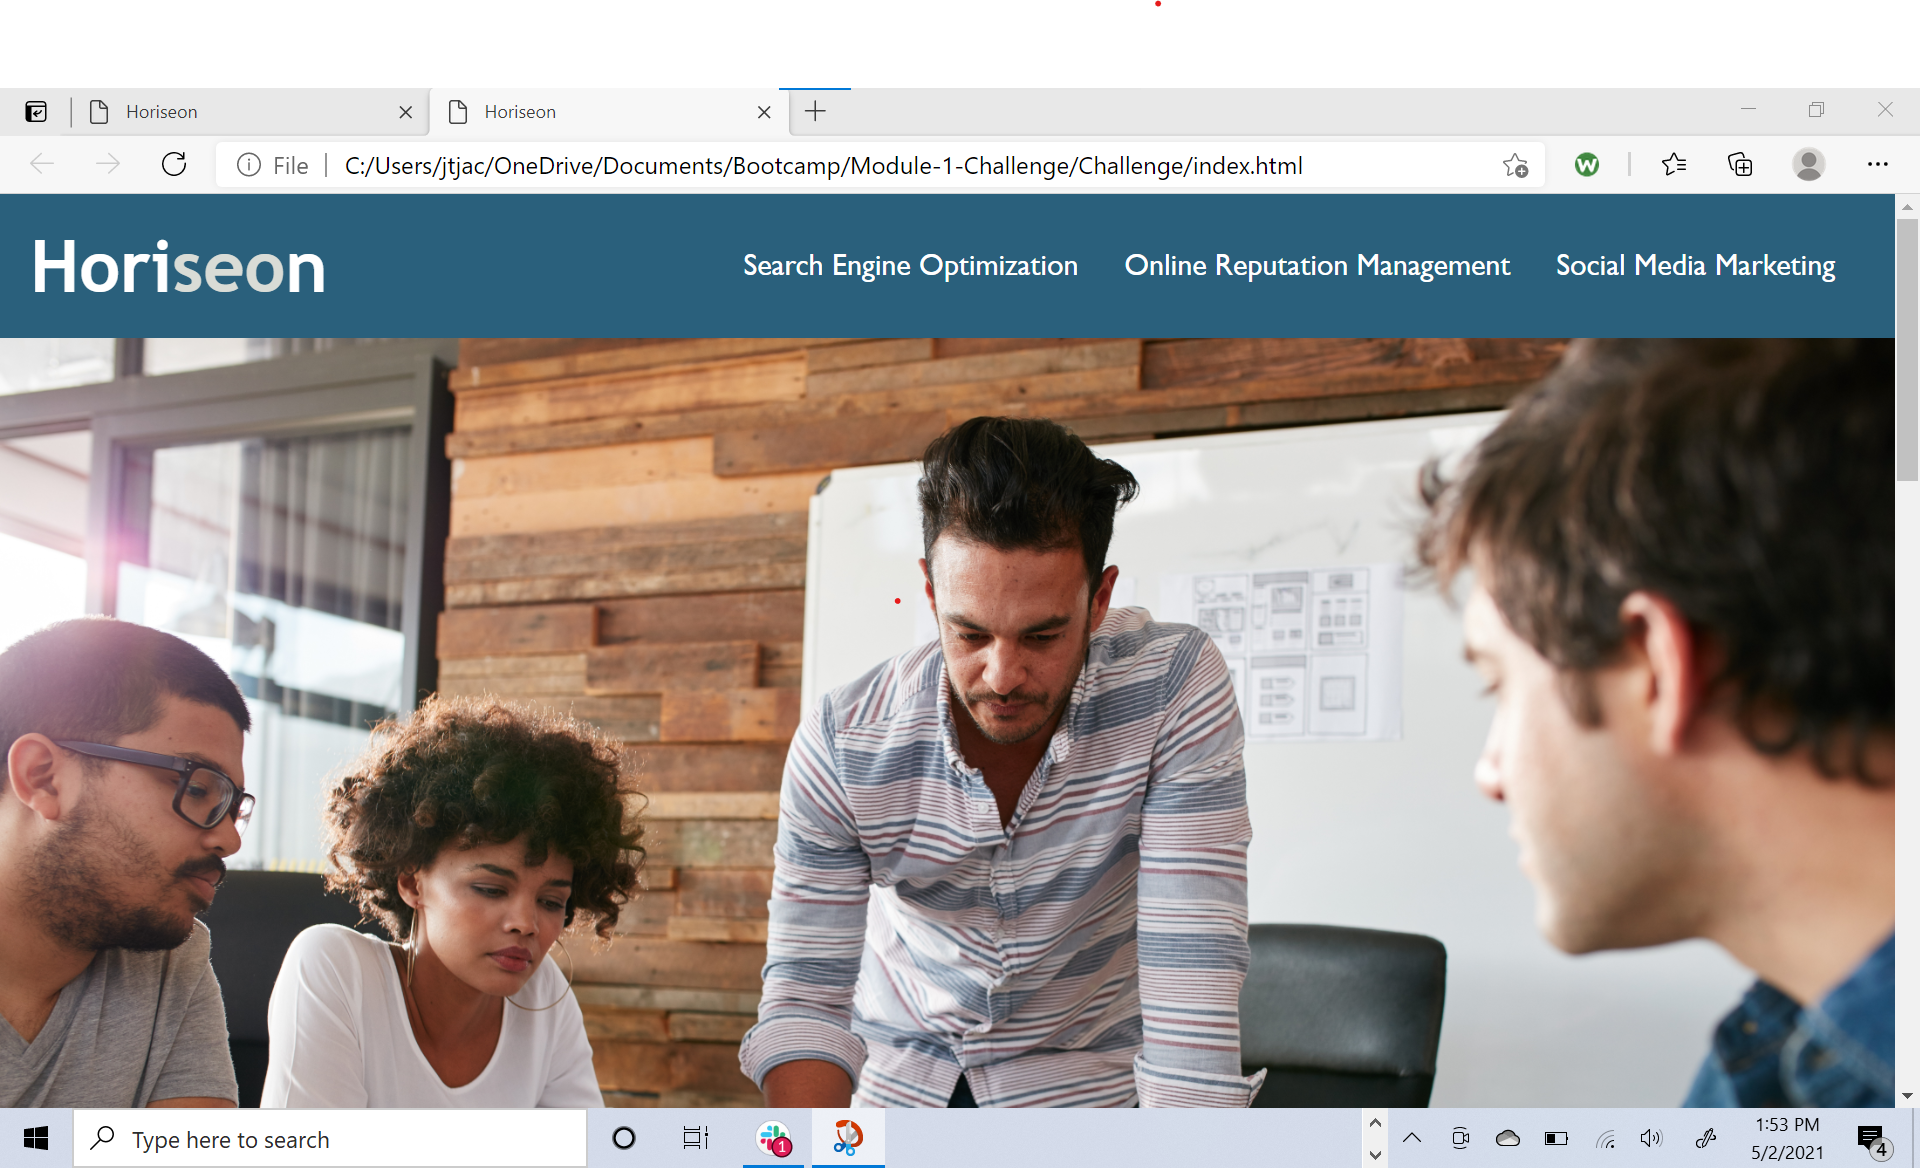 Horiseon
Horiseon
File
C:/Users/jtjac/OneDrive/Documents/Bootcamp/Module-1-Challenge/Challenge/index.html
W
Horiseon
Search Engine Optimization
Online Reputation Management
Social Media Marketing
Type here to search
1
1:53 PM
5/2/2021
4